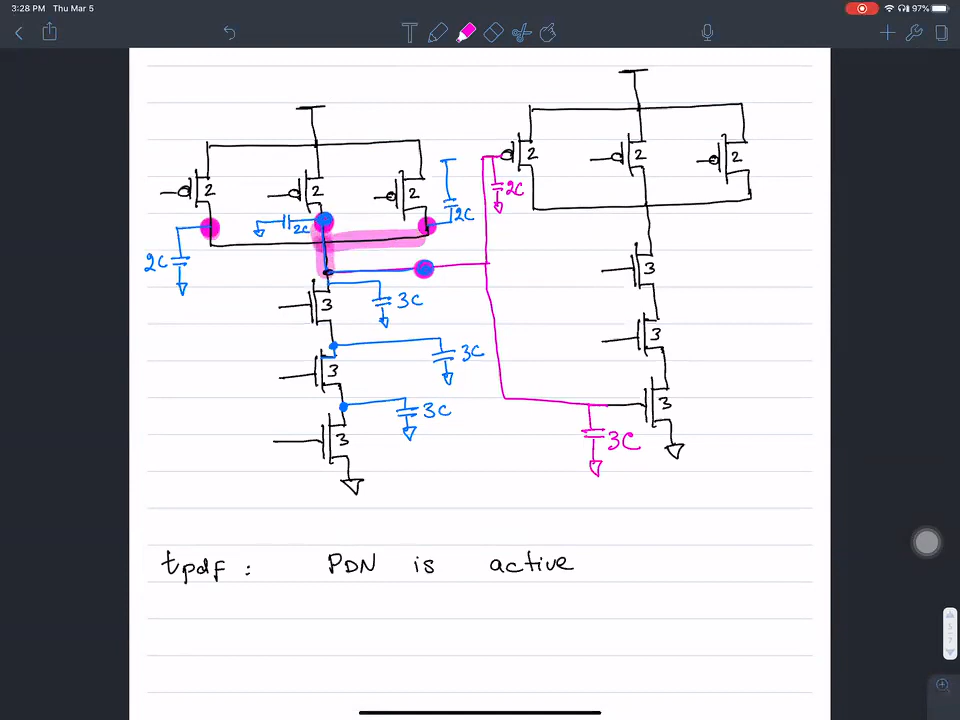 3:28 PM Thu Mar 5
97%
T
2 2 2
2C
2C
2C
3C
3
3C
3
3C
3
2 2 2
2C
3
3
3
3C
tpdf : PDN is active